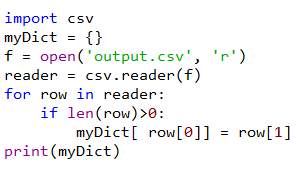 import csv
myDict = {}
f = open('output.csv', 'r')
reader = csv.reader(f)
for row in reader:
    if len(row)>0:
        myDict[ row[0]] = row[1]
print(myDict)